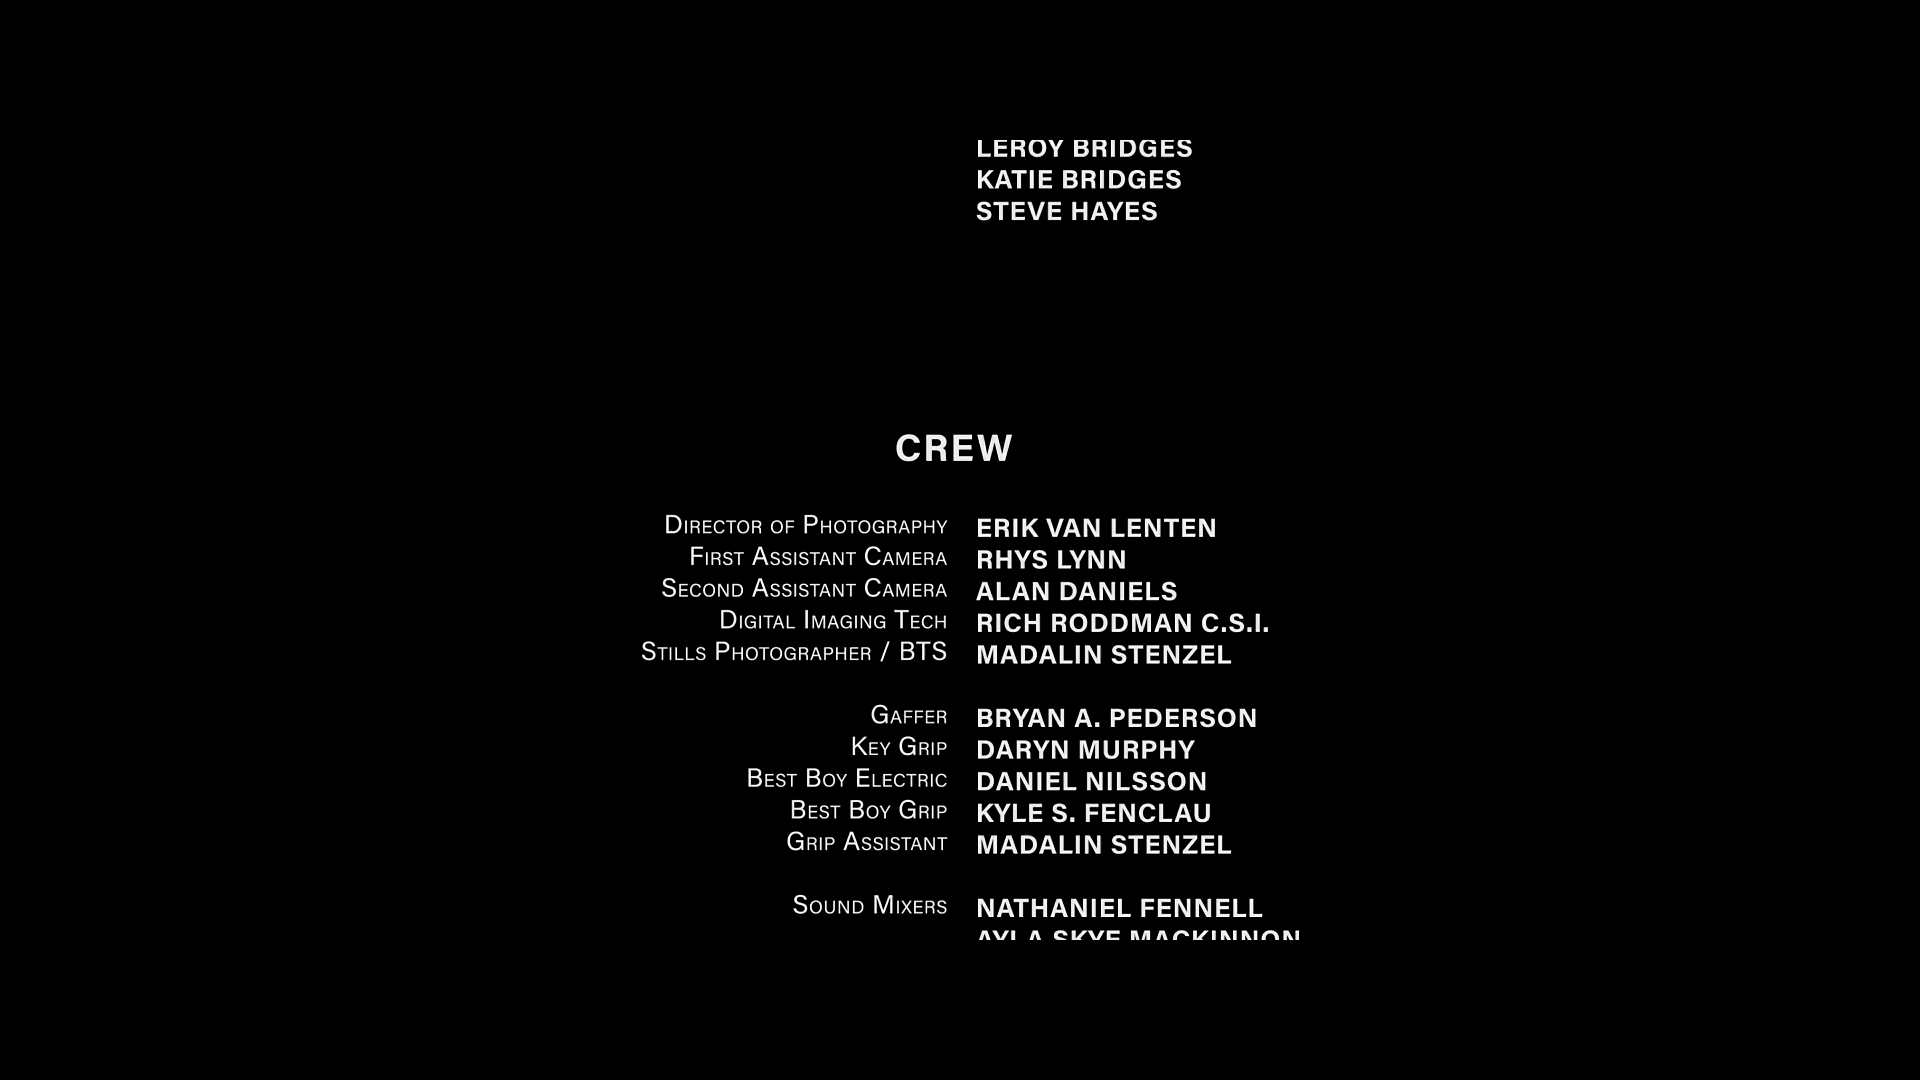 LEROY BRIDGES
KATIE BRIDGES
STEVE HAYES
CREW
Director of Photography ERIK VAN LENTEN
First Assistant Camera RHYS LYNN
Second Assistant Camera ALAN DANIELS
Digital Imaging Tech RICH RODDMAN C.S.I.
Stills Photographer / BTS MADALIN STENZEL
Gaffer BRYAN A. PEDERSON
Key Grip DARYN MURPHY
Best Boy Electric DANIEL NILSSON
Best Boy Grip KYLE S. FENCLAU
Grip Assistant MADALIN STENZEL
Sound Mixers NATHANIEL FENNELL
AYLA SKYE MACKINNON